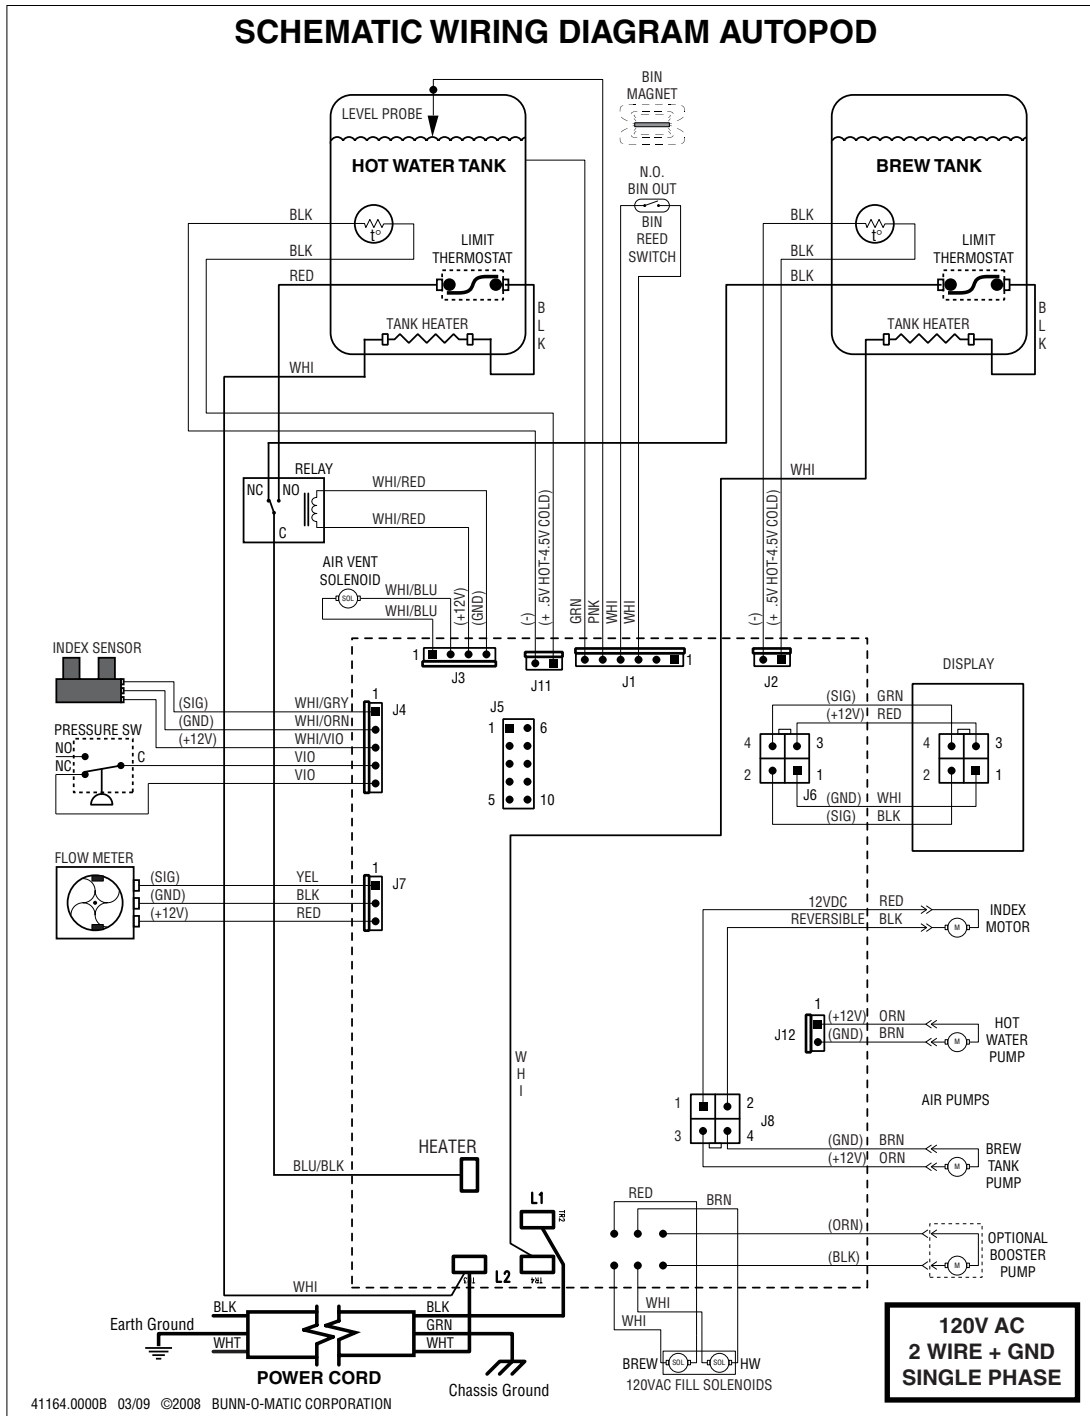 SCHEMATIC WIRING DIAGRAM AUTOPOD
BIN
MAGNET
LEVEL PROBE
HOT WATER TANK
BREW TANK
N.O.
BIN OUT
BIN
REED
SWITCH
BLK
t°
BLK
LIMIT
THERMOSTAT
RED
TANK HEATER
B
L
K
WHI
BLK
t°
BLK
LIMIT
THERMOSTAT
BLK
TANK HEATER
B
L
K
WHI
RELAY
NC
NO
C
WHI/RED
WHI/RED
AIR VENT
SOLENOID
SOL
WHI/BLU
WHI/BLU
(+12V)
(GND)
(-)
(+ .5V HOT-4.5V COLD)
GRN
PNK
WHI
WHI
(-)
(+ .5V HOT-4.5V COLD)
1
J3
J11
J1
1
J2
INDEX SENSOR
(SIG) WHI/GRY
(GND) WHI/ORN
(+12V) WHI/VIO
VIO
VIO
1
J4
PRESSURE SW
NO
NC
C
J5
1
6
5
10
DISPLAY
(SIG) GRN
(+12V) RED
4
3
2
1
J6
(GND) WHI
(SIG) BLK
4
3
2
1
FLOW METER
(SIG) YEL
(GND) BLK
(+12V) RED
1
J7
12VDC RED
REVERSIBLE BLK
M
INDEX
MOTOR
1
J12
(+12V) ORN
(GND) BRN
M
HOT
WATER
PUMP
W
H
I
AIR PUMPS
1
2
3
4
J8
(GND) BRN
(+12V) ORN
M
BREW
TANK
PUMP
HEATER
BLU/BLK
L1
TR2
L2
TR3
TR4
RED
BRN
(ORN)
(BLK)
M
OPTIONAL
BOOSTER
PUMP
WHI
WHI
WHI
BREW
SOL
SOL
HW
120VAC FILL SOLENOIDS
BLK
WHT
Earth Ground
BLK
GRN
WHT
POWER CORD
Chassis Ground
120V AC
2 WIRE + GND
SINGLE PHASE
41164.0000B 03/09 ©2008 BUNN-O-MATIC CORPORATION